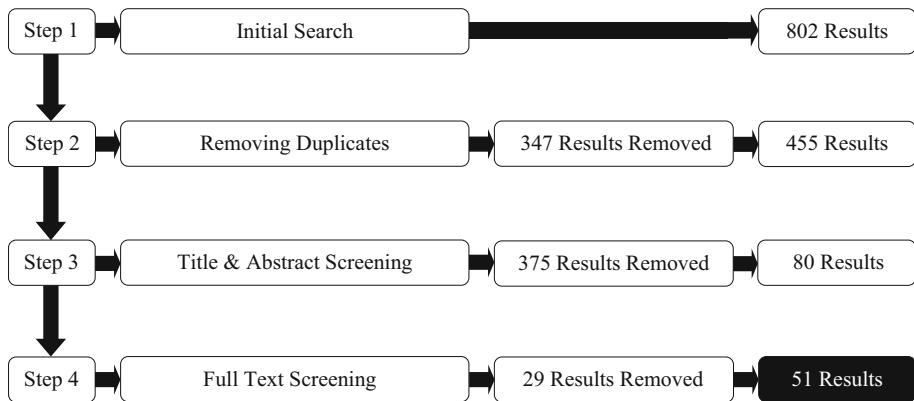 Step 1 Initial Search 802 Results
Step 2 Removing Duplicates 347 Results Removed 455 Results
Step 3 Title & Abstract Screening 375 Results Removed 80 Results
Step 4 Full Text Screening 29 Results Removed 51 Results